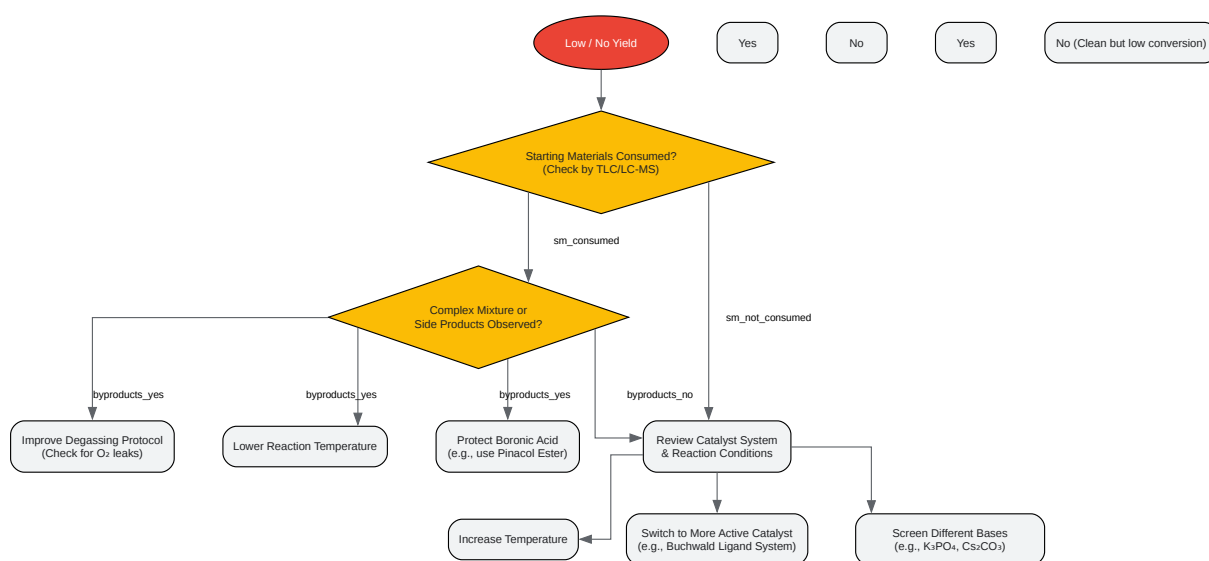 Low / No Yield
Yes
No
Yes
No (Clean but low conversion)
Starting Materials Consumed?
(Check by TLC/LC-MS)
sm_consumed
sm_not_consumed
Complex Mixture or
Side Products Observed?
byproducts_yes
byproducts_yes
byproducts_yes
byproducts_no
Improve Degassing Protocol
(Check for O₂ leaks)
Lower Reaction Temperature
Protect Boronic Acid
(e.g., use Pinacol Ester)
Review Catalyst System
& Reaction Conditions
Increase Temperature
Switch to More Active Catalyst
(e.g., Buchwald Ligand System)
Screen Different Bases
(e.g., K₃PO₄, Cs₂CO₃)